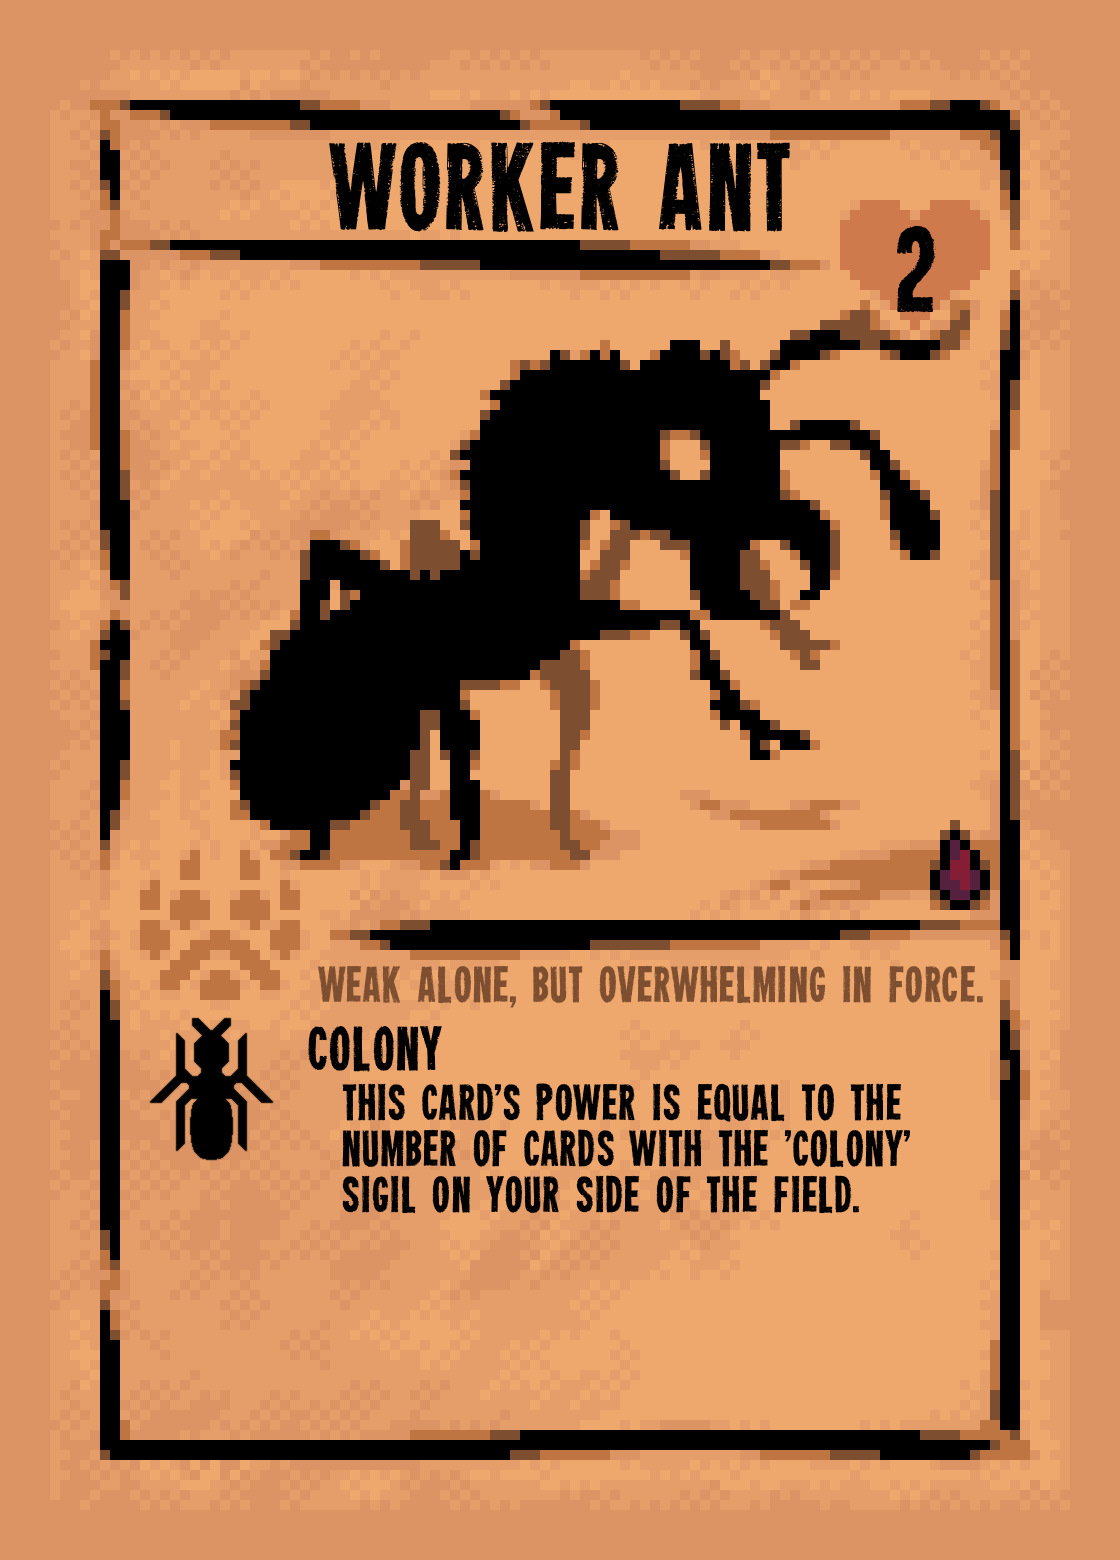 WORKER ANT
2
WEAK ALONE, BUT OVERWHELMING IN FORCE.
COLONY
THIS CARD'S POWER IS EQUAL TO THE
NUMBER OF CARDS WITH THE 'COLONY'
SIGIL ON YOUR SIDE OF THE FIELD.